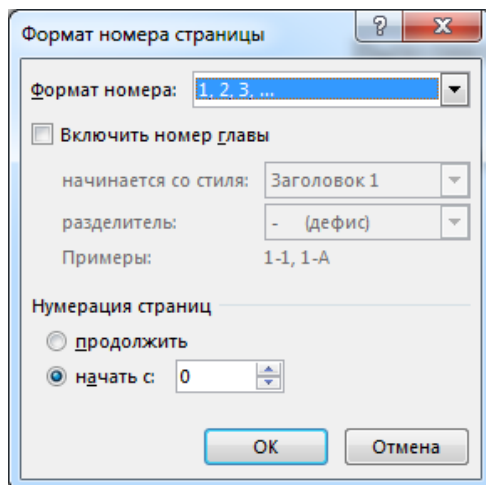 Формат номера страницы
Формат номера: 1, 2, 3, ...
Включить номер главы
начинается со стиля: Заголовок 1
разделитель: - (дефис)
Примеры: 1-1, 1-A
Нумерация страниц
продолжить
начать с: 0
ОК Отмена